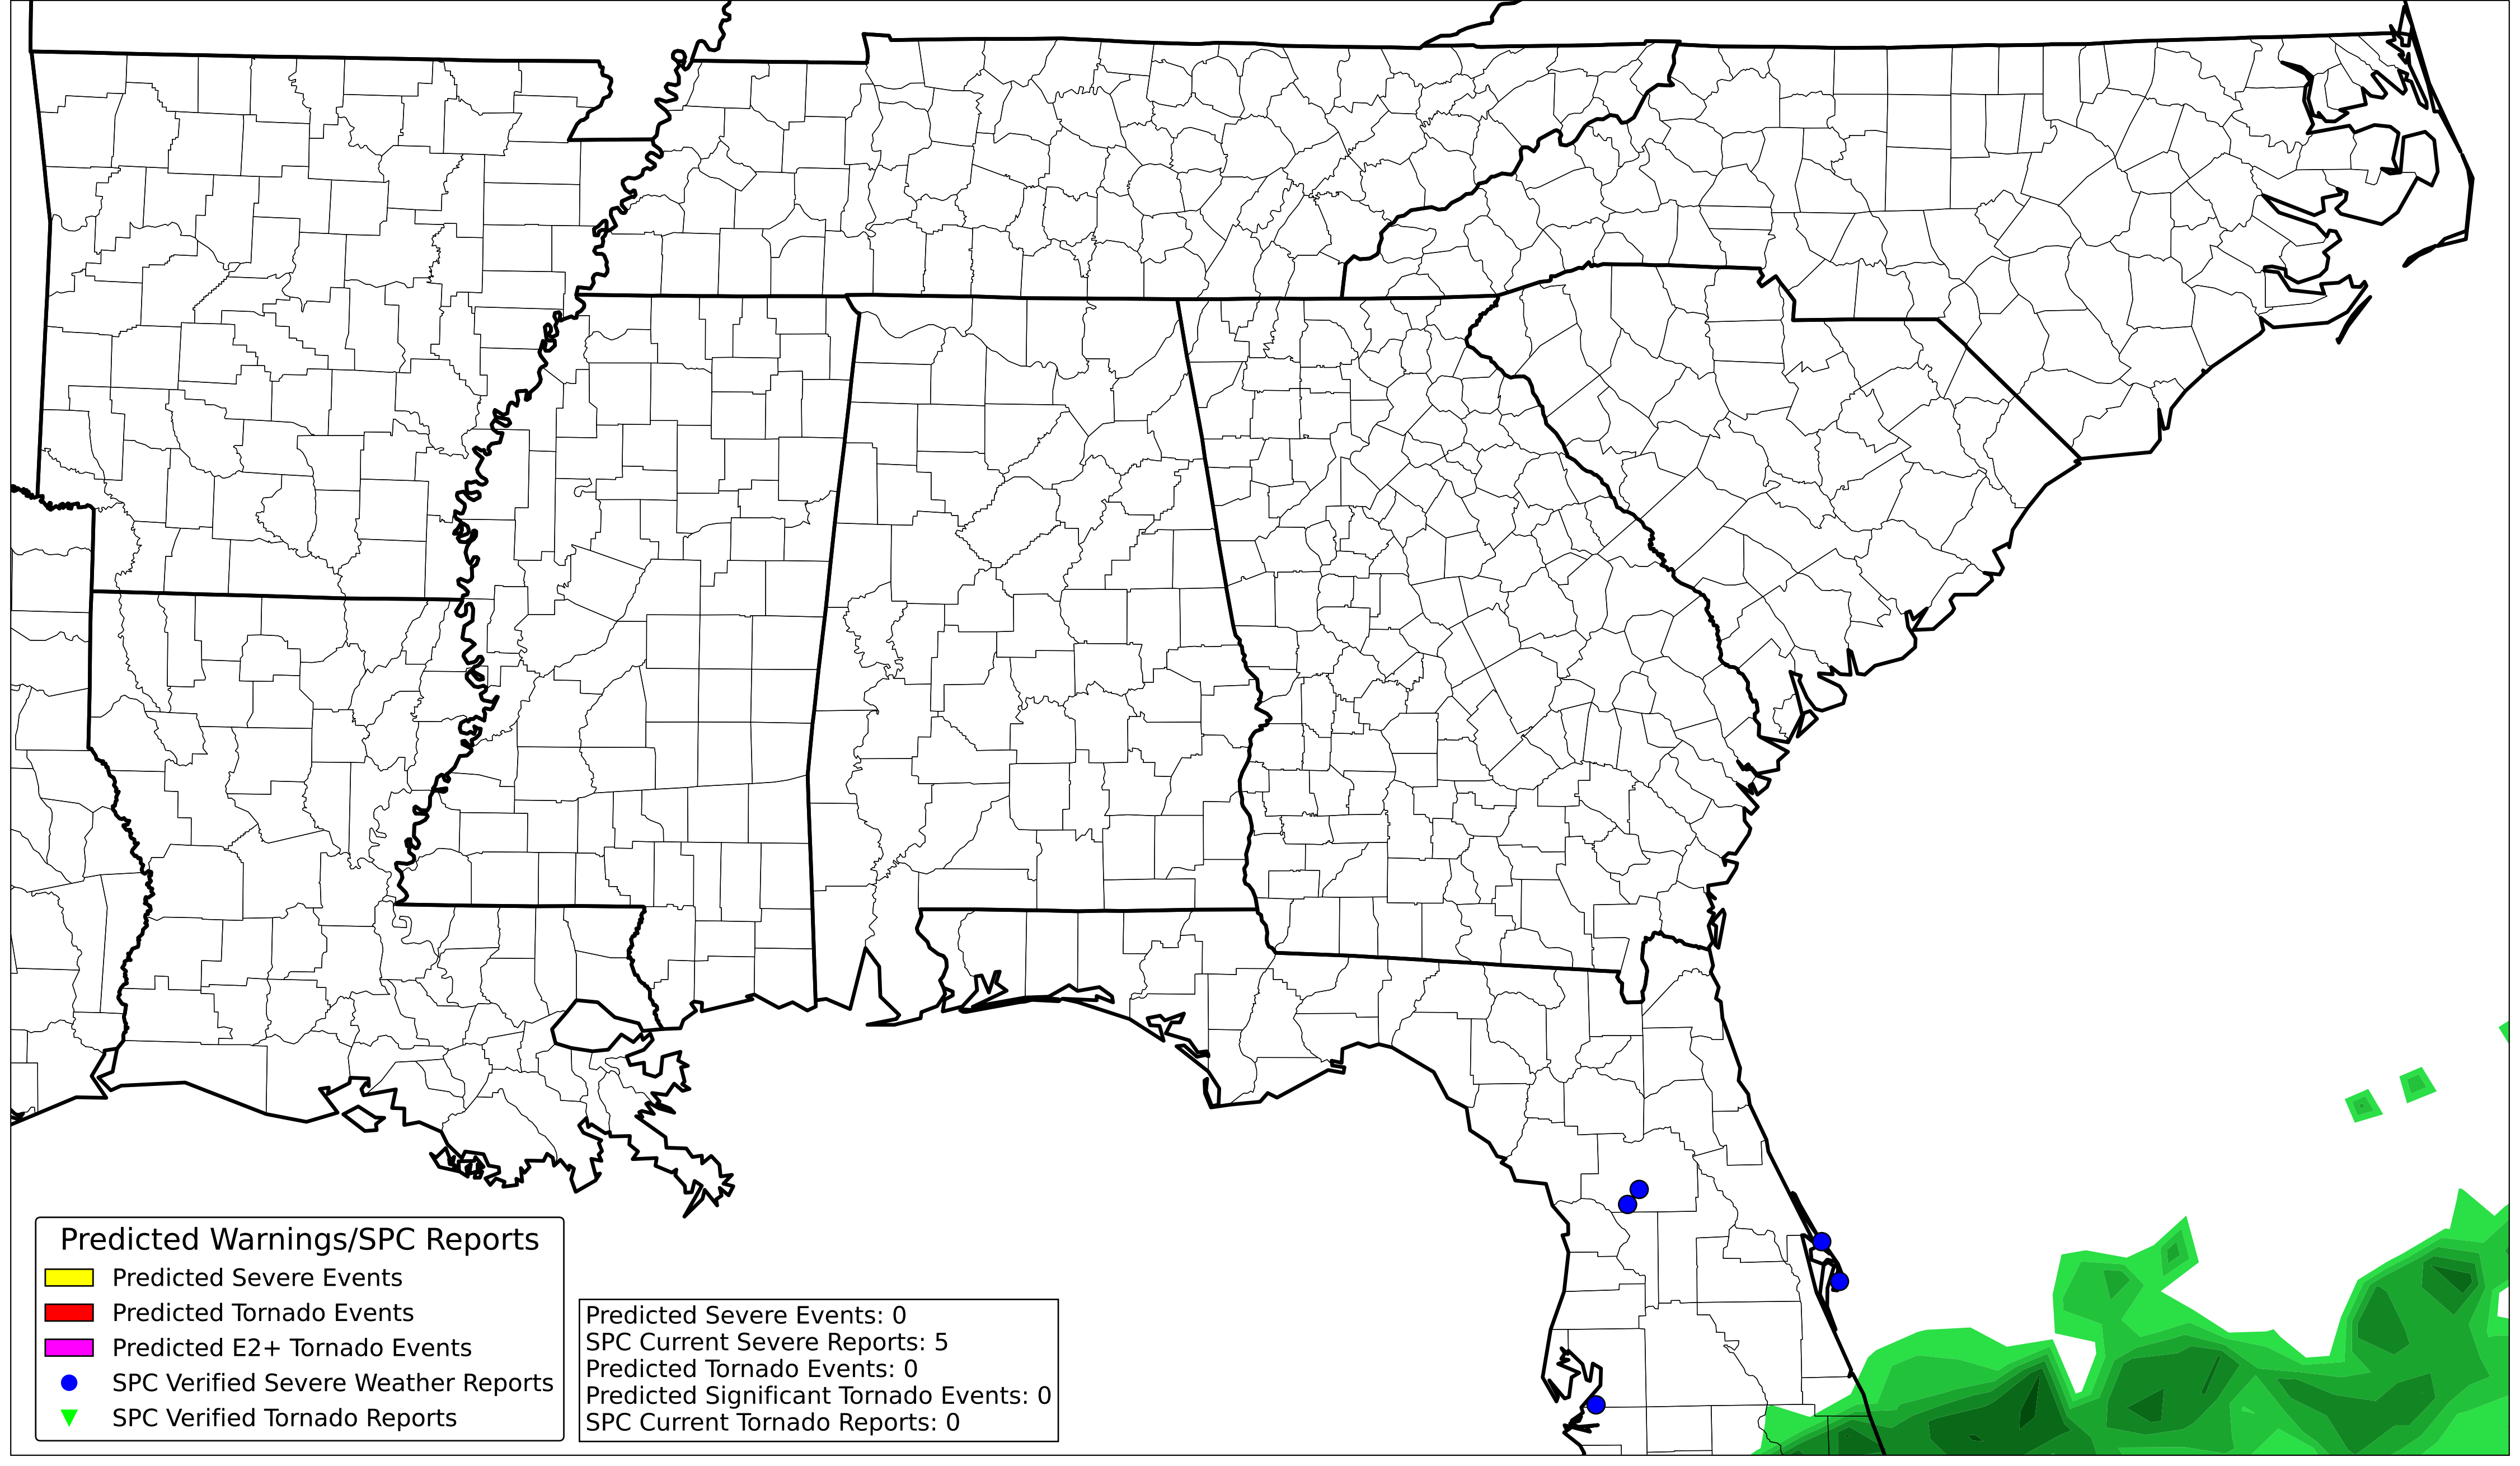 Predicted Warnings/SPC Reports
Predicted Severe Events
Predicted Tornado Events
Predicted E2+ Tornado Events
SPC Verified Severe Weather Reports
SPC Verified Tornado Reports
Predicted Severe Events: 0
SPC Current Severe Reports: 5
Predicted Tornado Events: 0
Predicted Significant Tornado Events: 0
SPC Current Tornado Reports: 0